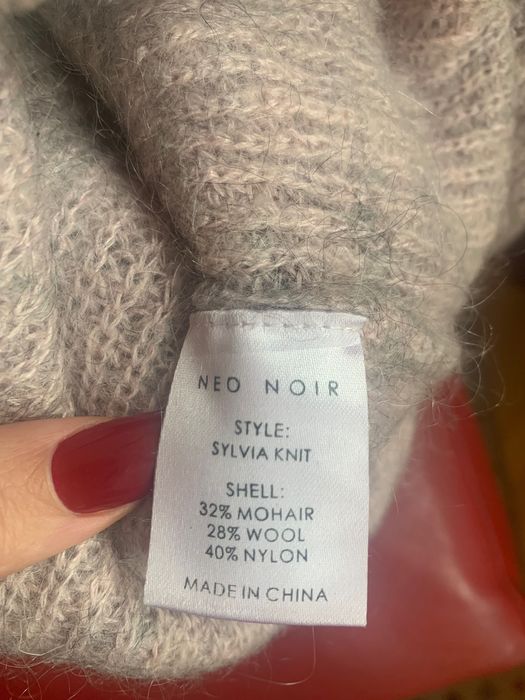 NEO NOIR
STYLE:
SYLVIA KNIT
SHELL:
32% MOHAIR
28% WOOL
40% NYLON
MADE IN CHINA